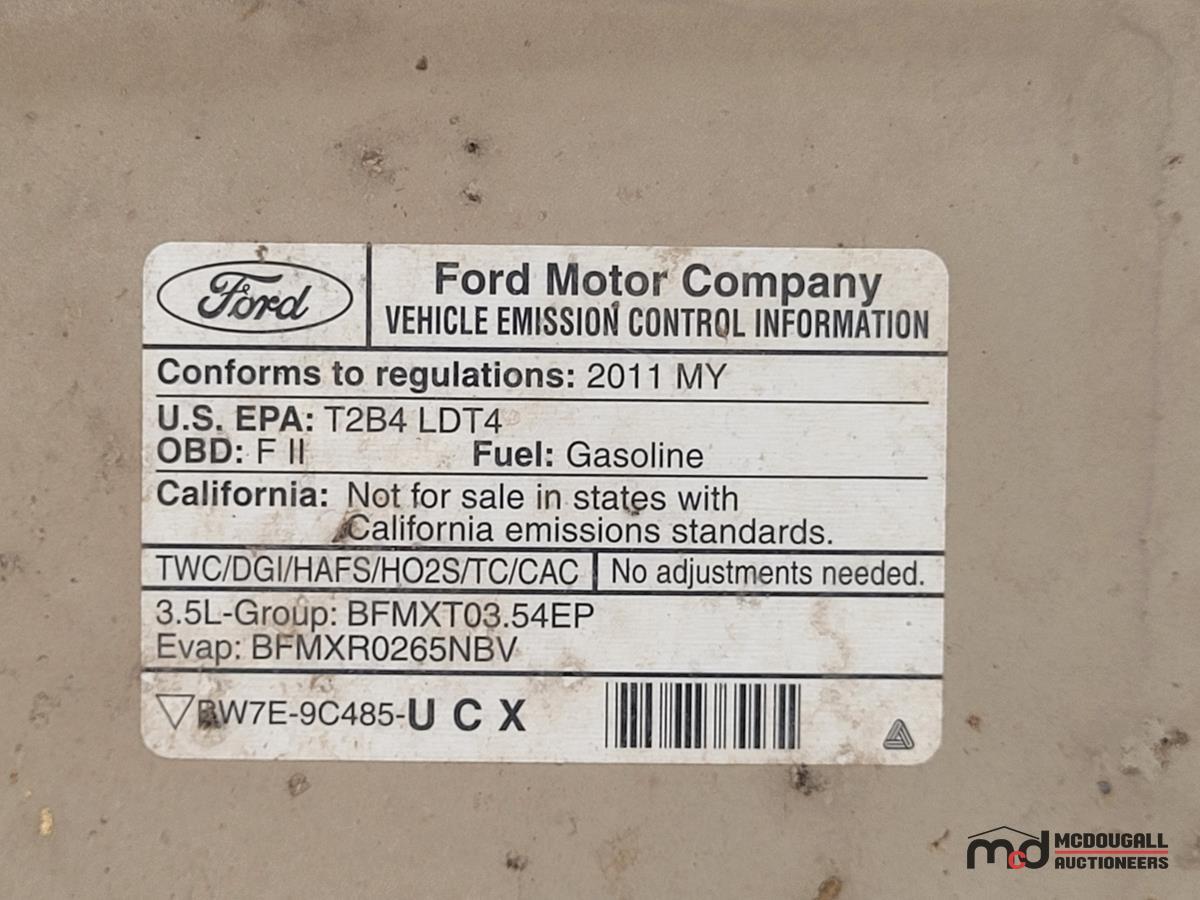 Ford
Ford Motor Company
VEHICLE EMISSION CONTROL INFORMATION
Conforms to regulations: 2011 MY
U.S. EPA: T2B4 LDT4
OBD: F II Fuel: Gasoline
California: Not for sale in states with
California emissions standards.
TWC/DGI/HAFS/HO2S/TC/CAC No adjustments needed.
3.5L-Group: BFMXT03.54EP
Evap: BFMXR0265NBV
BW7E-9C485-U C X
mcd MCDOUGALL
AUCTIONEERS